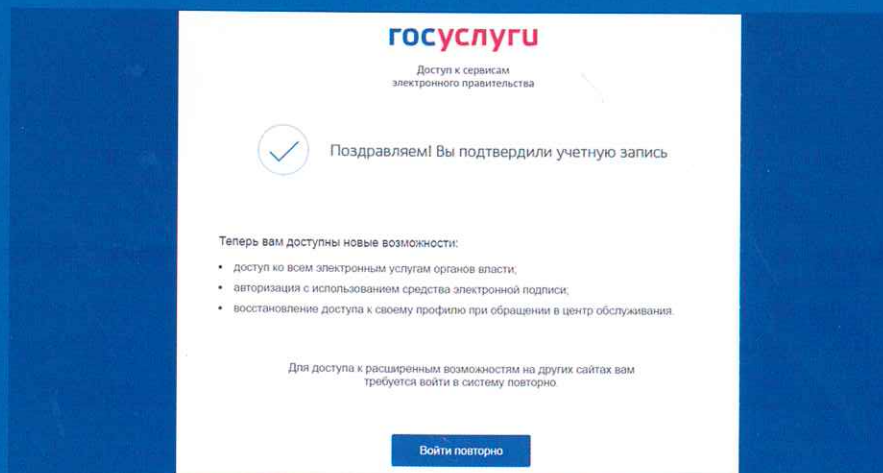 госуслуги
Доступ к сервисам
электронного правительства
Поздравляем! Вы подтвердили учетную запись
Теперь вам доступны новые возможности:
• доступ ко всем электронным услугам органов власти;
• авторизация с использованием средства электронной подписи;
• восстановление доступа к своему профилю при обращении в центр обслуживания.
Для доступа к расширенным возможностям на других сайтах вам
требуется войти в систему повторно.
Войти повторно